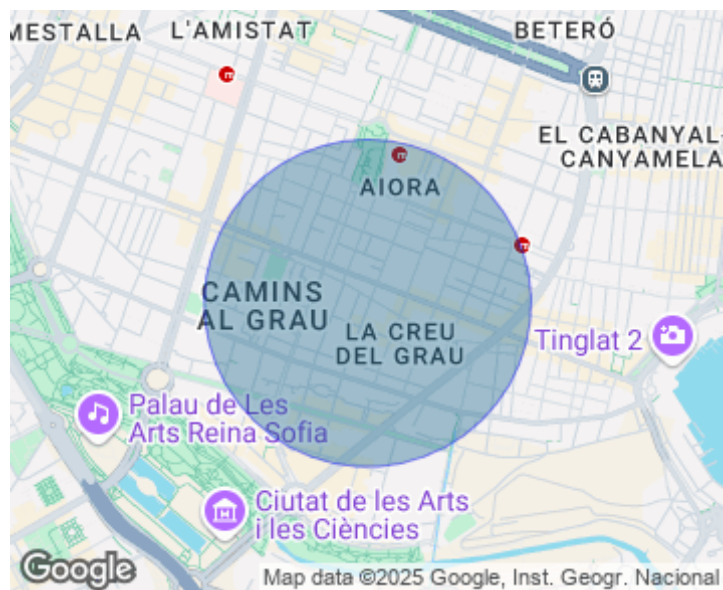 MESTALLA
L'AMISTAT
BETERÓ
EL CABANYAL-
CANYAMELA
AIORA
CAMINS
AL GRAU
LA CREU
DEL GRAU
Tinglat 2
Palau de Les
Arts Reina Sofia
Ciutat de les Arts
i les Ciències
Google
Map data ©2025 Google, Inst. Geogr. Nacional